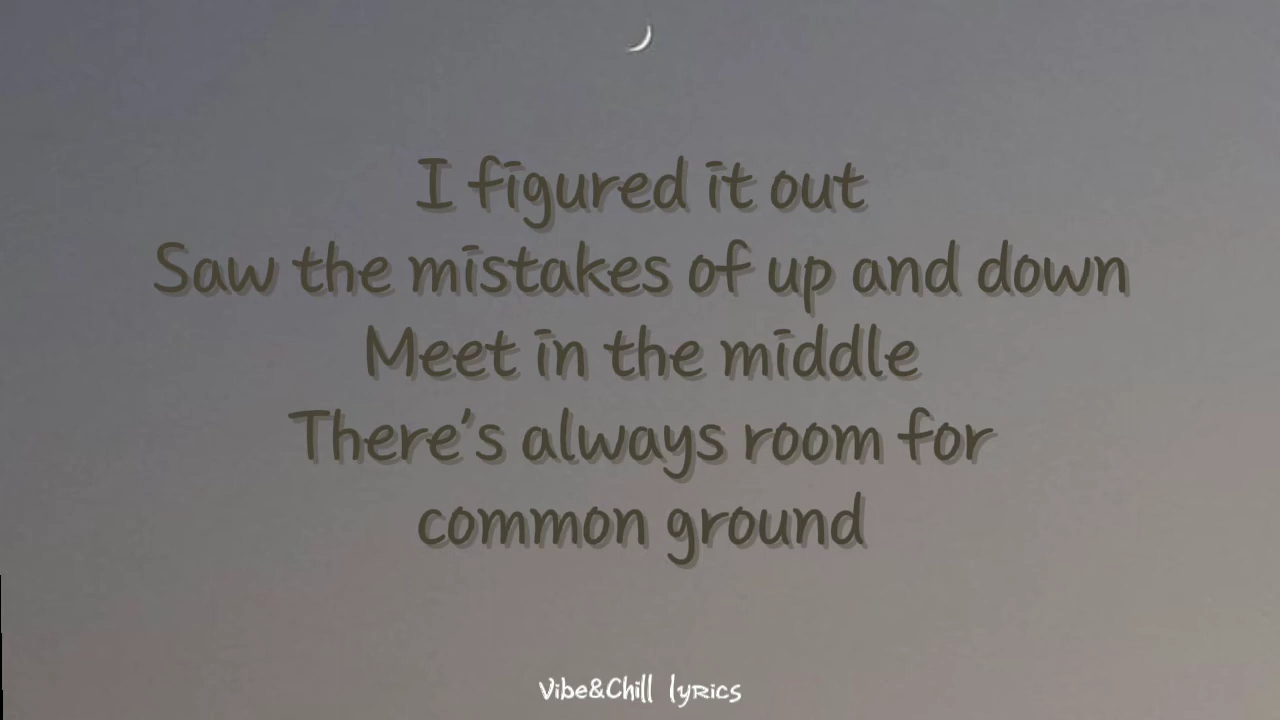 I figured it out
Saw the mistakes of up and down
Meet in the middle
There's always room for
common ground
Vibe&Chill lyrics